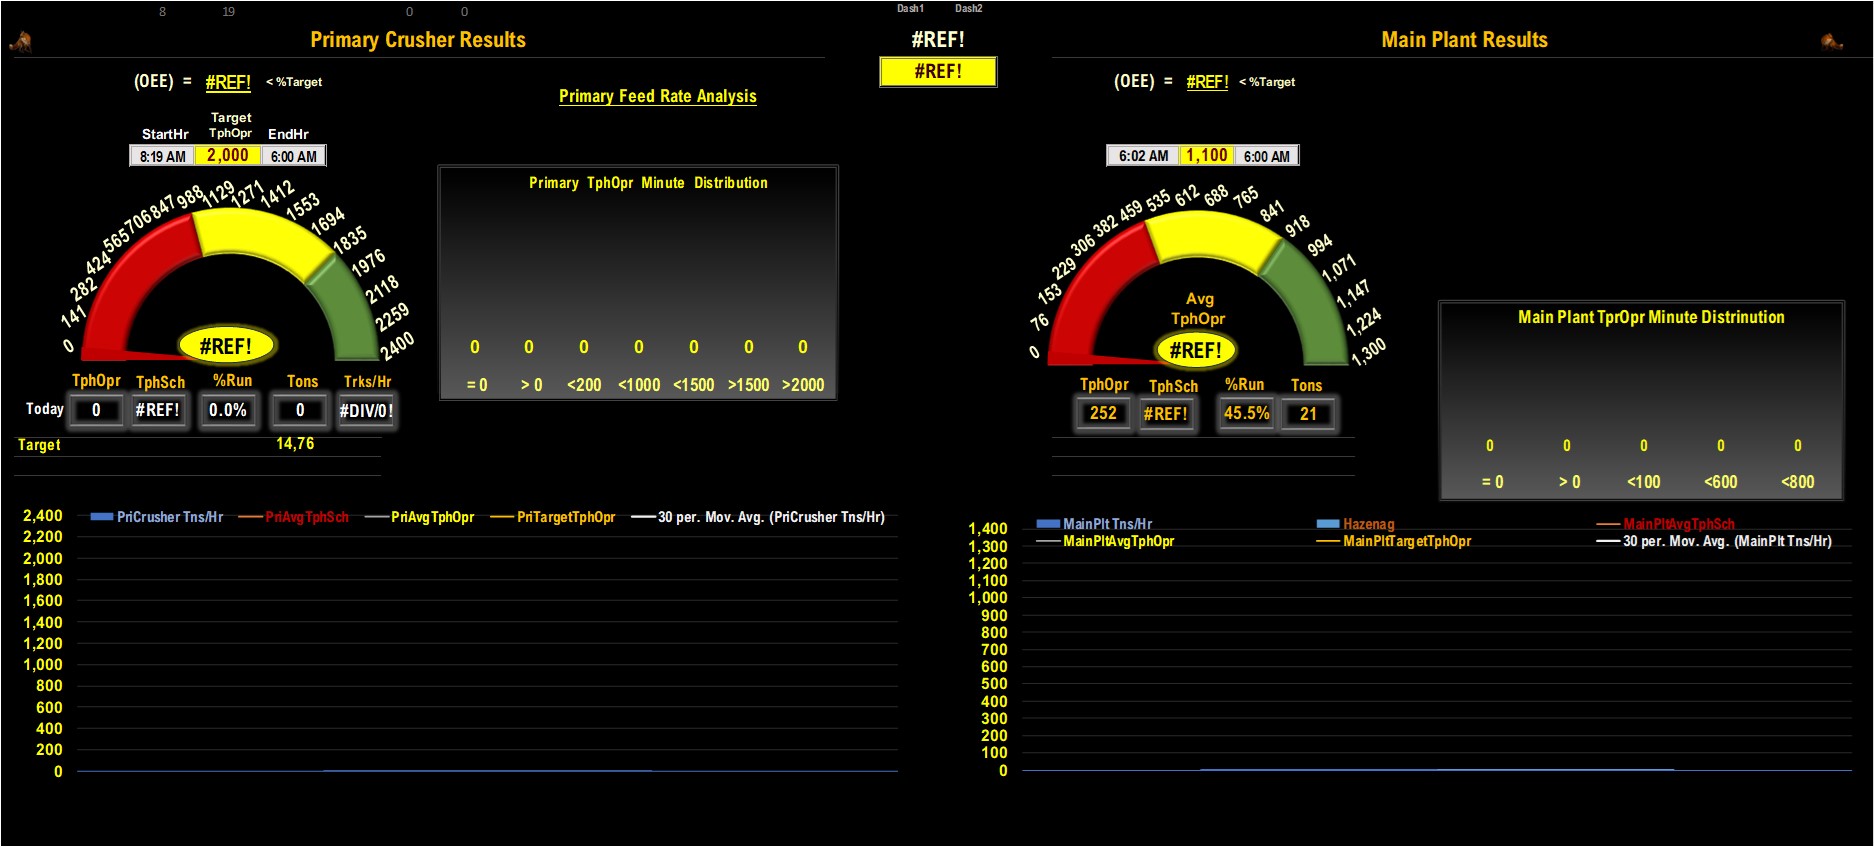 8 19 0 0 Dash1 Dash2
Primary Crusher Results
#REF!
#REF!
(OEE) = #REF! < %Target
Primary Feed Rate Analysis
Target
StartHr TphOpr EndHr
8:19 AM 2,000 6:00 AM
0 141 282 424 565 706 847 988 1129 1271 1412 1553 1694 1835 1976 2118 2259 2400
#REF!
TphOpr TphSch %Run Tons Trks/Hr
Today 0 #REF! 0.0% 0 #DIV/0!
Target 14,76
Primary TphOpr Minute Distribution
0 0 0 0 0 0 0
= 0 > 0 <200 <1000 <1500 >1500 >2000
PriCrusher Tns/Hr PriAvgTphSch PriAvgTphOpr PriTargetTphOpr 30 per. Mov. Avg. (PriCrusher Tns/Hr)
2,400
2,200
2,000
1,800
1,600
1,400
1,200
1,000
800
600
400
200
0
Main Plant Results
(OEE) = #REF! < %Target
6:02 AM 1,100 6:00 AM
0 76 153 229 306 382 459 535 612 688 765 841 918 994 1,071 1,147 1,224 1,300
Avg
TphOpr
#REF!
TphOpr TphSch %Run Tons
252 #REF! 45.5% 21
Main Plant TprOpr Minute Distrinution
0 0 0 0 0
= 0 > 0 <100 <600 <800
MainPlt Tns/Hr Hazenag MainPltAvgTphSch
MainPltAvgTphOpr MainPltTargetTphOpr 30 per. Mov. Avg. (MainPlt Tns/Hr)
1,400
1,300
1,200
1,100
1,000
900
800
700
600
500
400
300
200
100
0